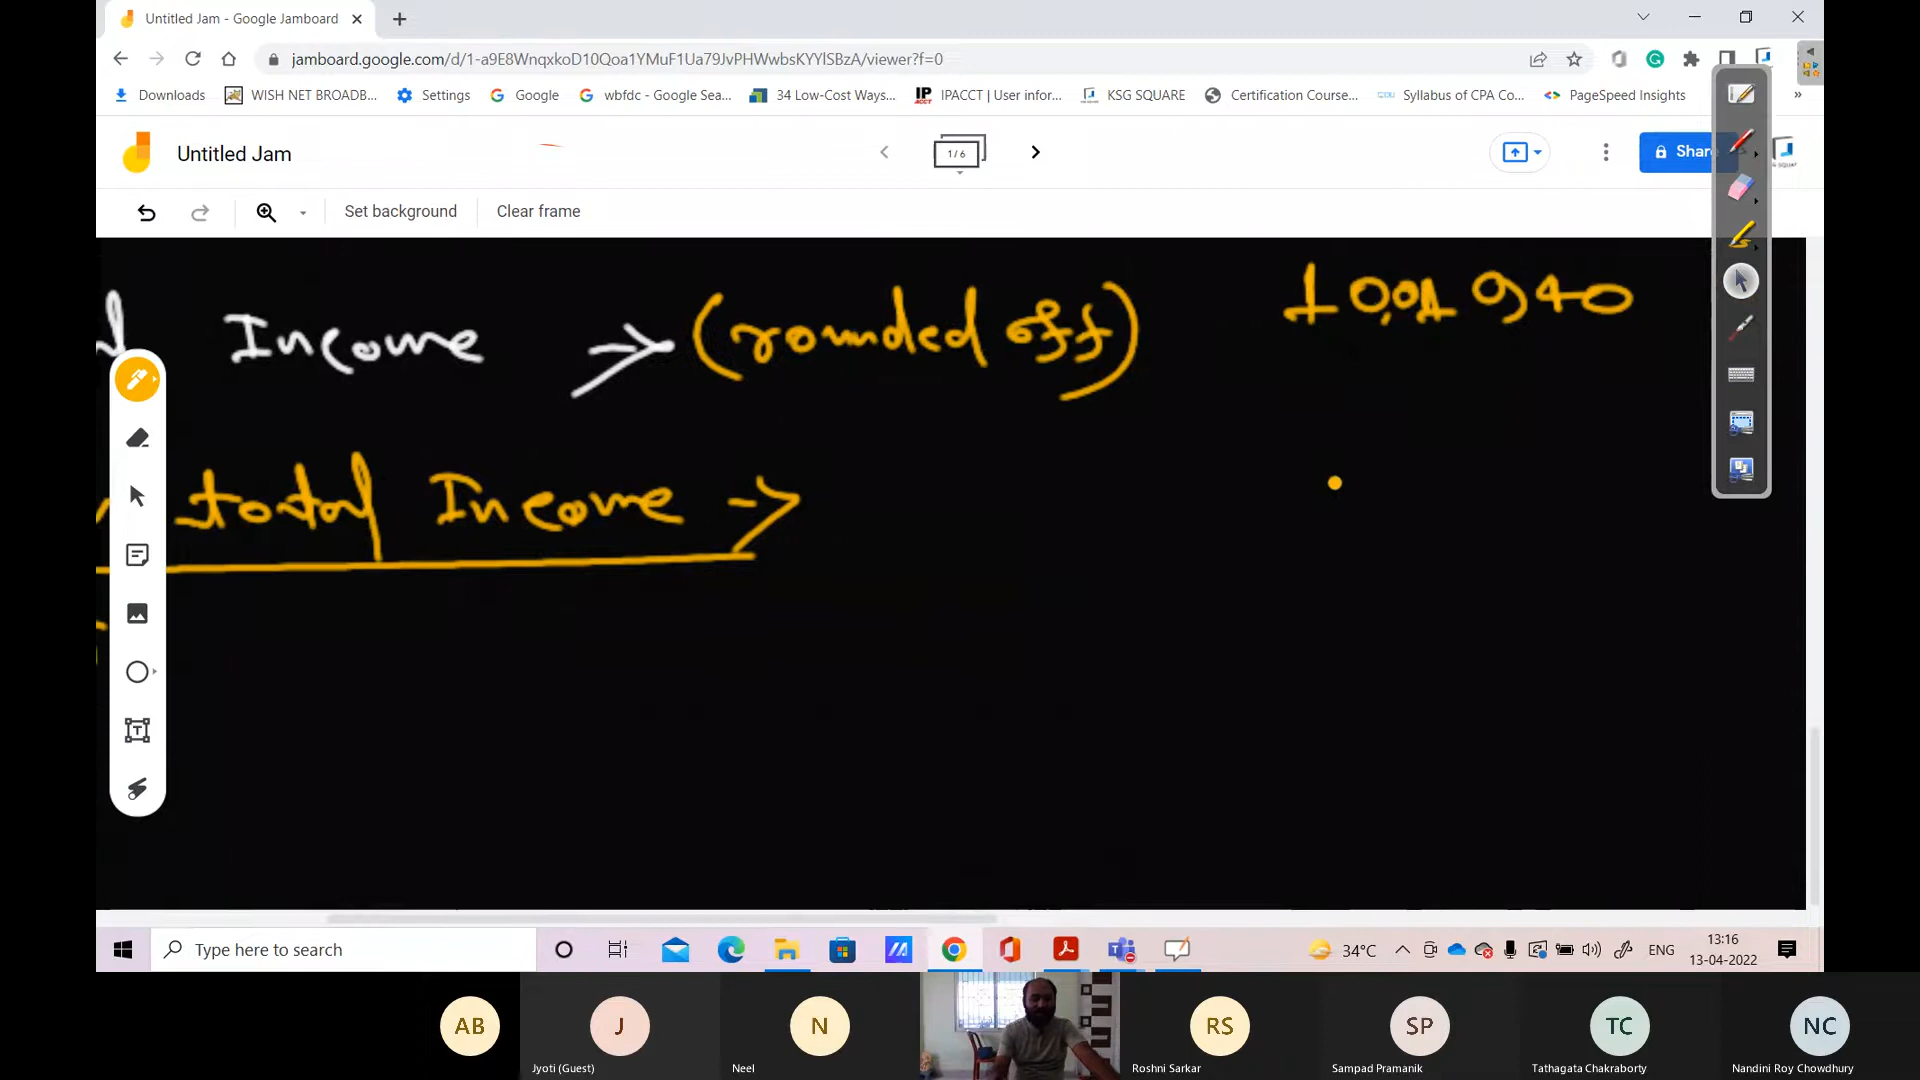 Untitled Jam - Google Jamboard
jamboard.google.com/d/1-a9E8WnqxkoD10Qoa1YMuF1Ua79JvPHWwbsKYYlSBzA/viewer?f=0
Downloads WISH NET BROADB... Settings Google wbfdc - Google Sea... 34 Low-Cost Ways... IPACCT | User infor... KSG SQUARE Certification Course... Syllabus of CPA Co... PageSpeed Insights »
Untitled Jam 1/6 Shar
Set background Clear frame
Income (rounded off) 10,01 940
total Income
Type here to search 34°C ENG 13:16
13-04-2022
AB J N RS SP TC NC
Jyoti (Guest) Neel Roshni Sarkar Sampad Pramanik Tathagata Chakraborty Nandini Roy Chowdhury